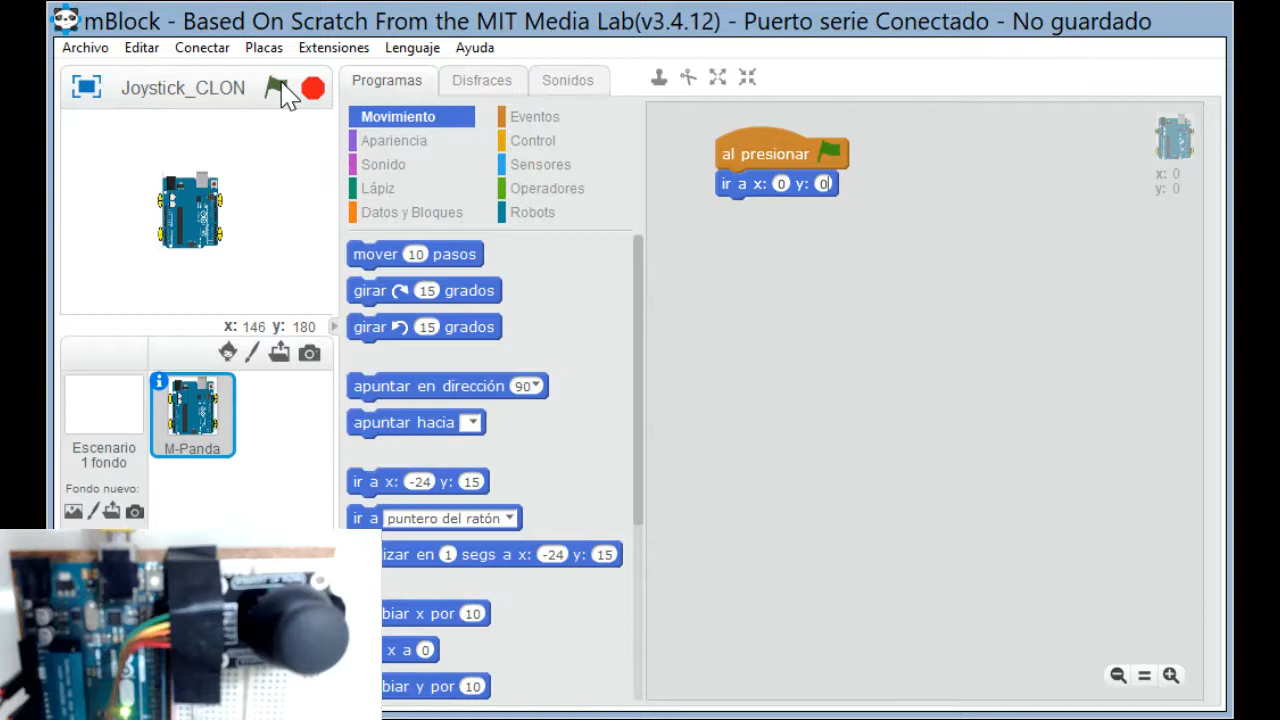 mBlock - Based On Scratch From the MIT Media Lab(v3.4.12) - Puerto serie Conectado - No guardado
Archivo Editar Conectar Placas Extensiones Lenguaje Ayuda
Joystick_CLON
Programas Disfraces Sonidos
Movimiento Eventos
Apariencia Control
Sonido Sensores
Lápiz Operadores
Datos y Bloques Robots
mover 10 pasos
girar 15 grados
girar 15 grados
apuntar en dirección 90
apuntar hacia
ir a x: -24 y: 15
ir a puntero del ratón
izar en 1 segs a x: -24 y: 15
biar x por 10
x a 0
biar y por 10
al presionar
ir a x: 0 y: 0
x: 0
y: 0
x: 146 y: 180
M-Panda
Escenario
1 fondo
Fondo nuevo: